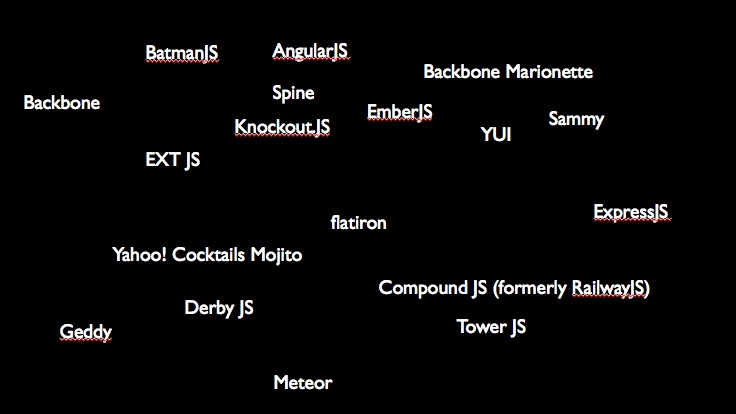 BatmanJS
AngularJS
Backbone Marionette
Spine
Backbone
EmberJS
Sammy
Knockout.JS
YUI
EXT JS
ExpressJS
flatiron
Yahoo! Cocktails Mojito
Compound JS (formerly RailwayJS)
Derby JS
Tower JS
Geddy
Meteor